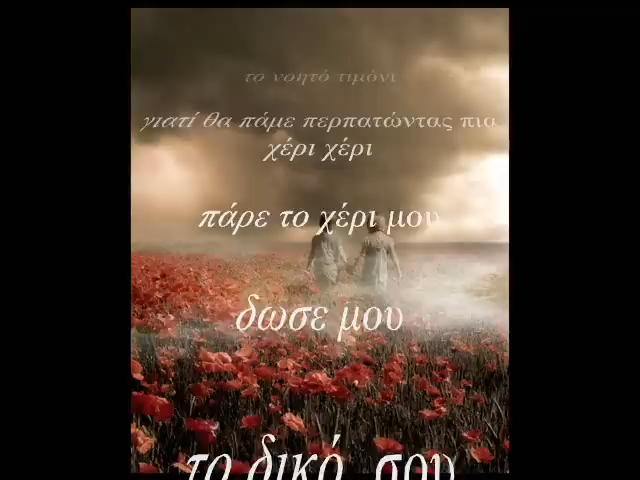 το νοητό τιμόνι
γιατί θα πάμε περπατώντας πια
χέρι χέρι
πάρε το χέρι μου
δωσε μου
το δικό σου